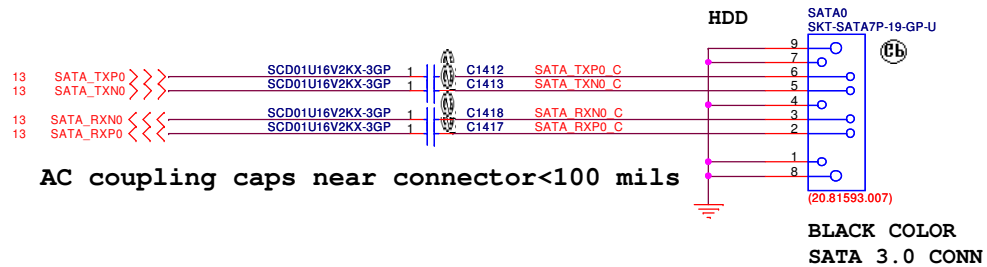 HDD
SATA0
SKT-SATA7P-19-GP-U
9
7
13 SATA_TXP0 SCD01U16V2KX-3GP 1 C1412 SATA_TXP0_C 6
13 SATA_TXN0 SCD01U16V2KX-3GP 1 C1413 SATA_TXN0_C 5
4
13 SATA_RXN0 SCD01U16V2KX-3GP 1 C1418 SATA_RXN0_C 3
13 SATA_RXP0 SCD01U16V2KX-3GP 1 C1417 SATA_RXP0_C 2
1
8
AC coupling caps near connector<100 mils
(20.81593.007)
BLACK COLOR
SATA 3.0 CONN